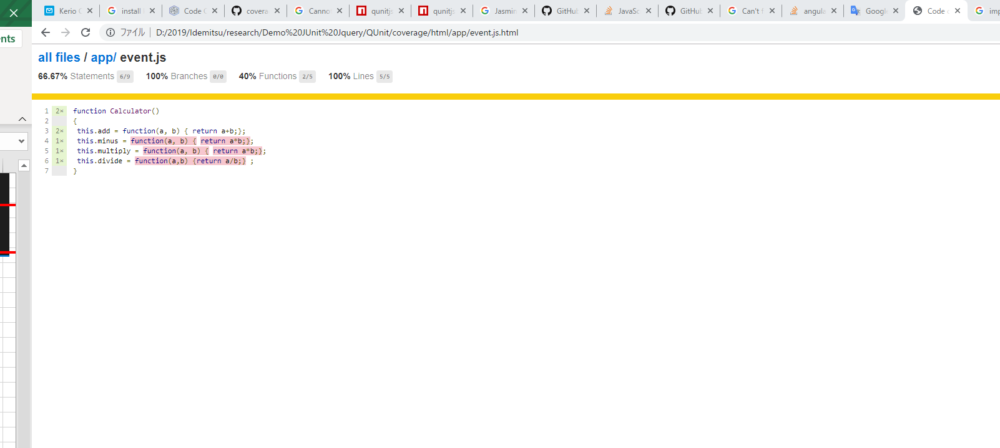 Kerio C
install
Code C
covera
Canno
qunitjs
qunitjs
Jasmin
GitHub
JavaSc
GitHub
Can't f
angula
Googl
Code c
imp
nts
ファイル | D:/2019/Idemitsu/research/Demo%20JUnit%20Jquery/QUnit/coverage/html/app/event.js.html
all files / app/ event.js
66.67% Statements 6/9 100% Branches 0/0 40% Functions 2/5 100% Lines 5/5
1 2× function Calculator()
2 {
3 2× this.add = function(a, b) { return a+b;};
4 1× this.minus = function(a, b) { return a*b;};
5 1× this.multiply = function(a, b) { return a*b;};
6 1× this.divide = function(a,b) {return a/b;} ;
7 }